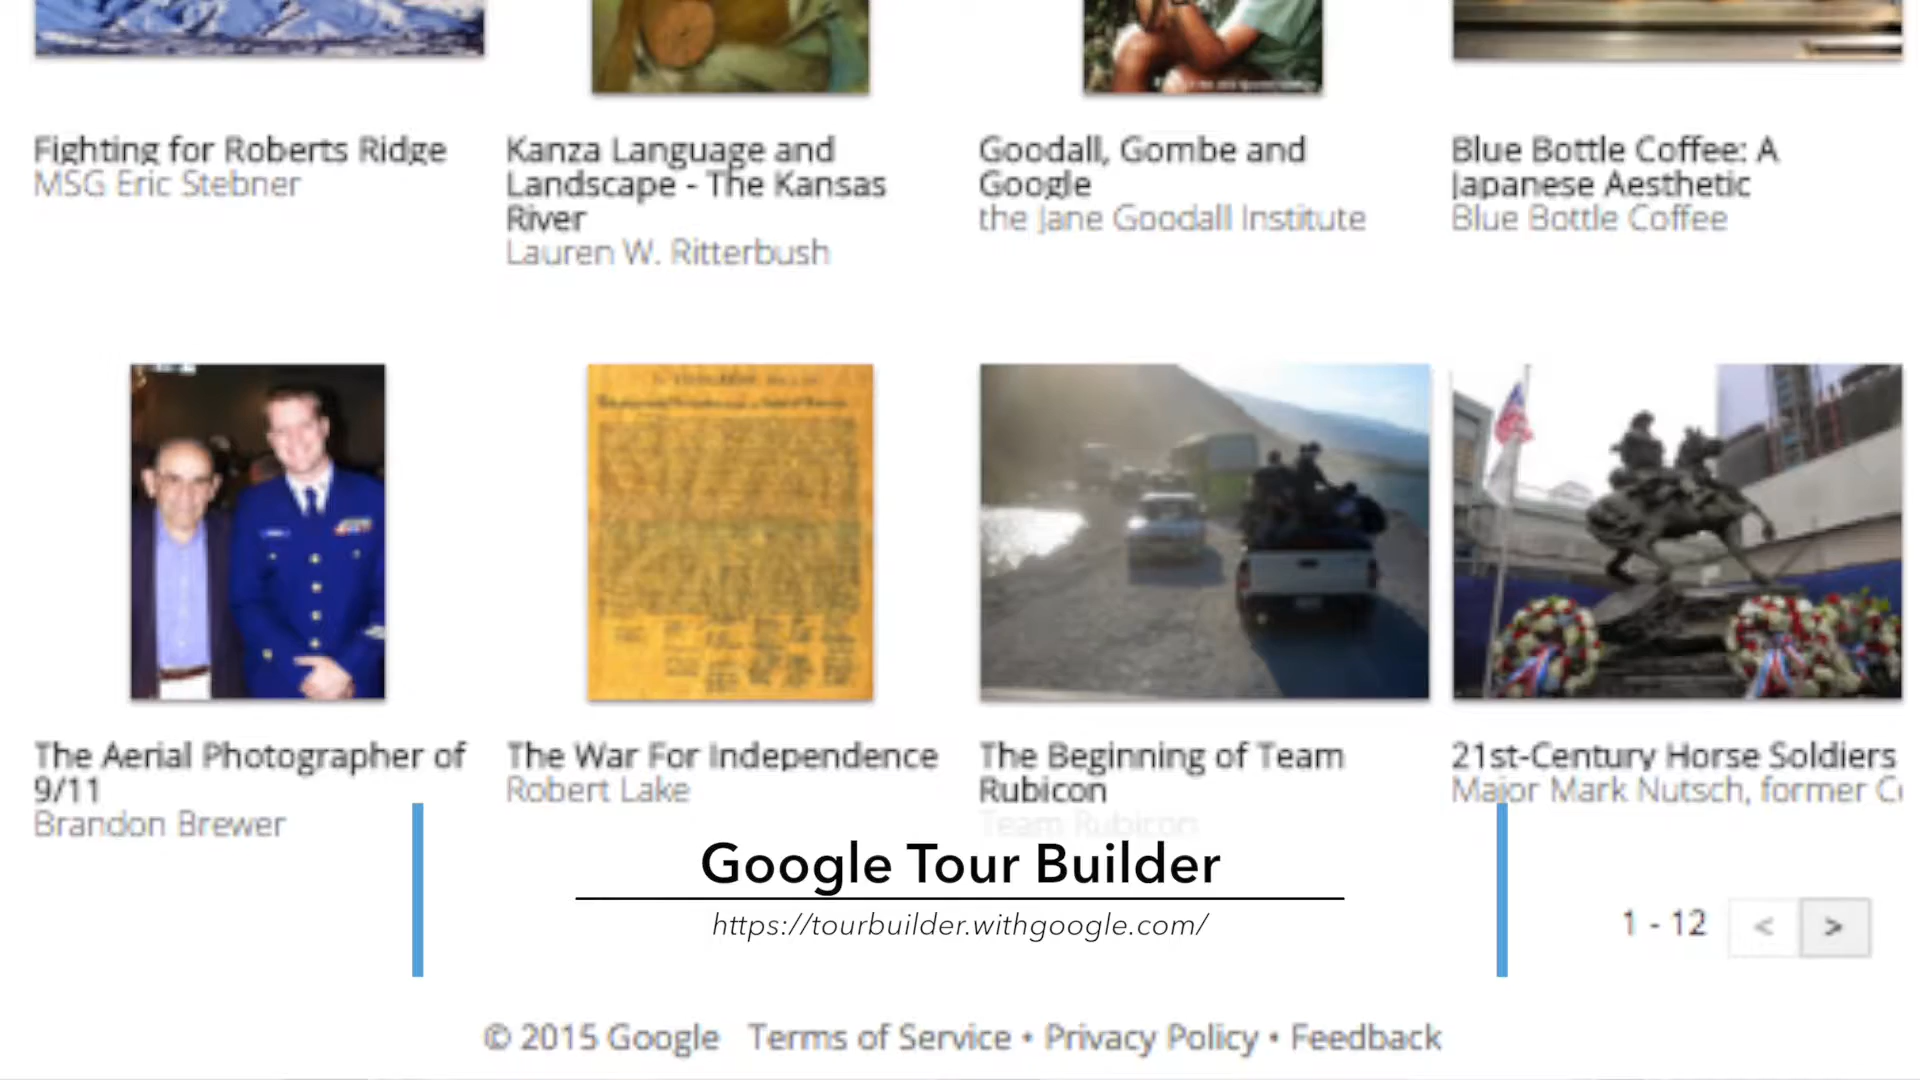 Fighting for Roberts Ridge
MSG Eric Stebner
Kanza Language and
Landscape - The Kansas
River
Lauren W. Ritterbush
Goodall, Gombe and
Google
the Jane Goodall Institute
Blue Bottle Coffee: A
Japanese Aesthetic
Blue Bottle Coffee
The Aerial Photographer of
9/11
Brandon Brewer
The War For Independence
Robert Lake
The Beginning of Team
Rubicon
Team Rubicon
21st-Century Horse Soldiers
Major Mark Nutsch, former
Google Tour Builder
https://tourbuilder.withgoogle.com/
1 - 12 < >
© 2015 Google Terms of Service • Privacy Policy • Feedback